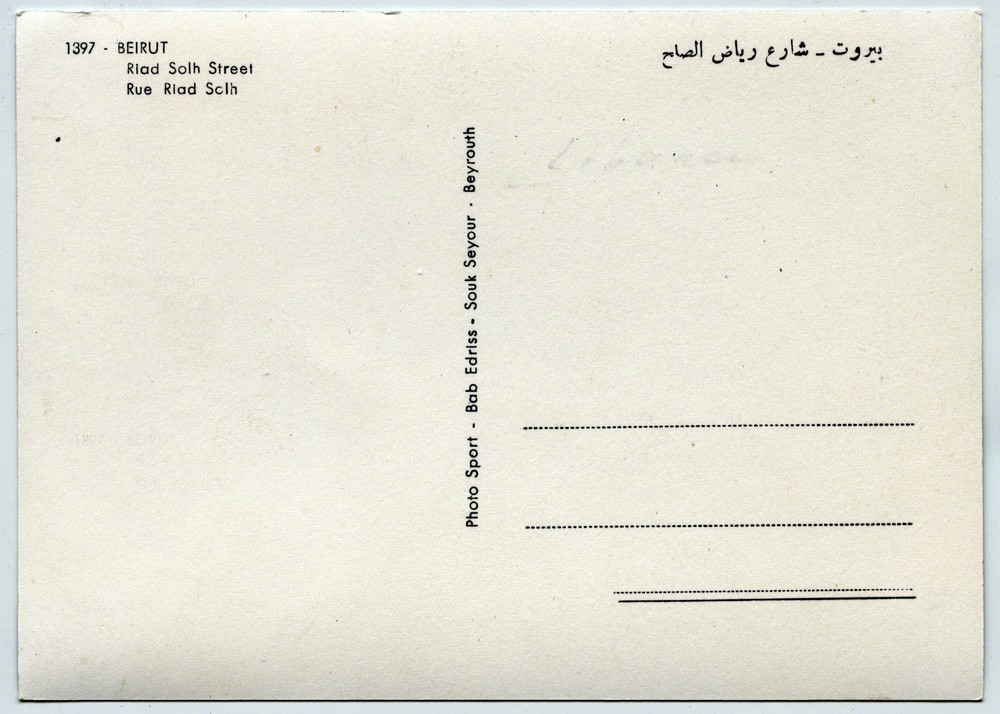 1397 - BEIRUT
Riad Solh Street
Rue Riad Solh
بيروت ـ شارع رياض الصلح
Photo Sport - Bab Edriss - Souk Seyour - Beyrouth